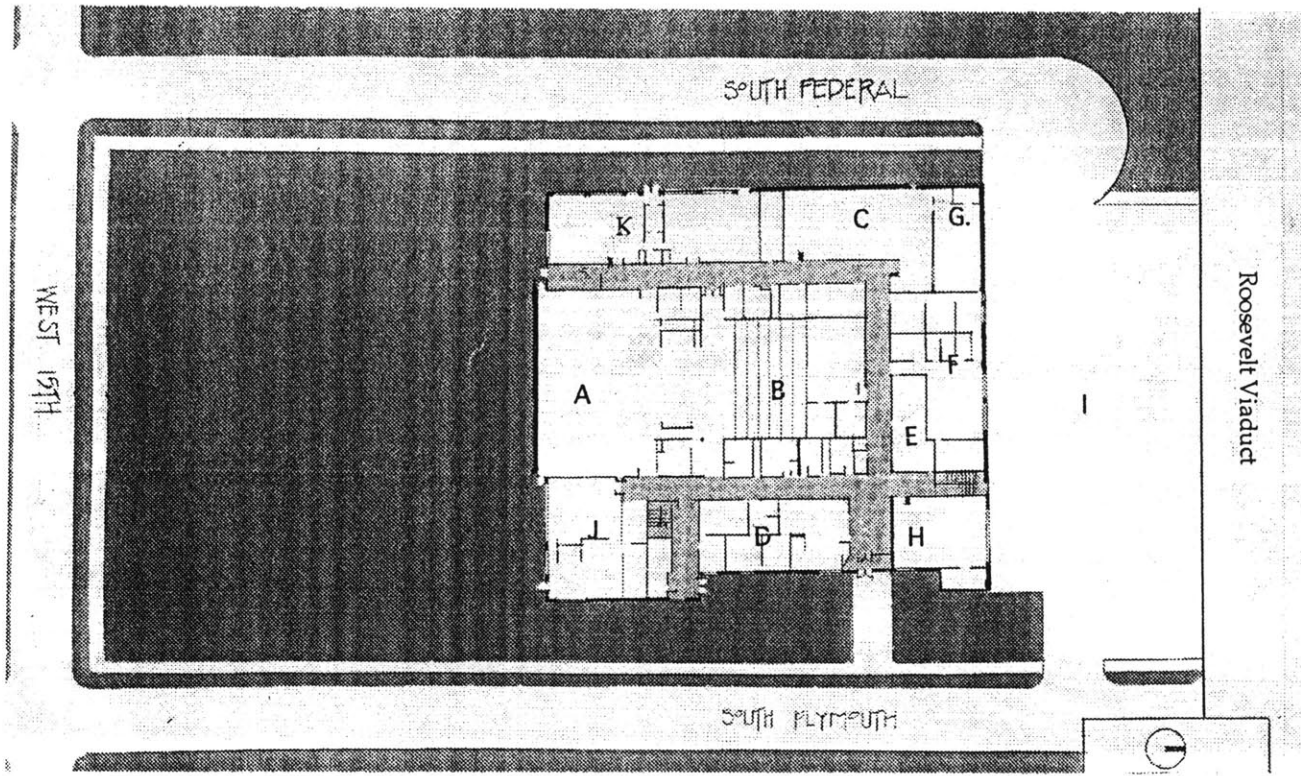 SOUTH FEDERAL
K
C
G.
WEST 15TH
Roosevelt Viaduct
A
B
F
I
E
J
D
H
SOUTH PLYMOUTH